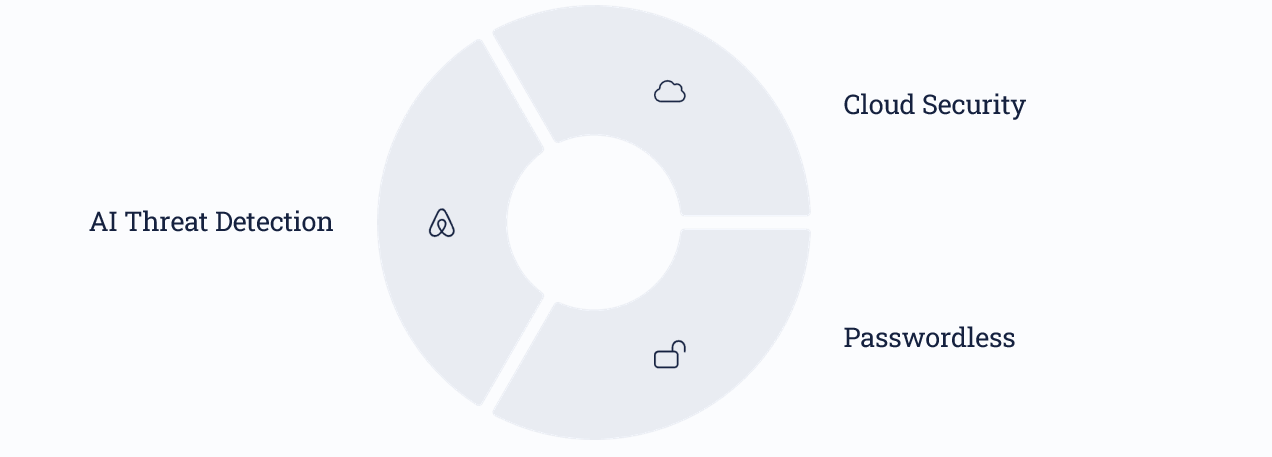 Cloud Security
AI Threat Detection
Passwordless